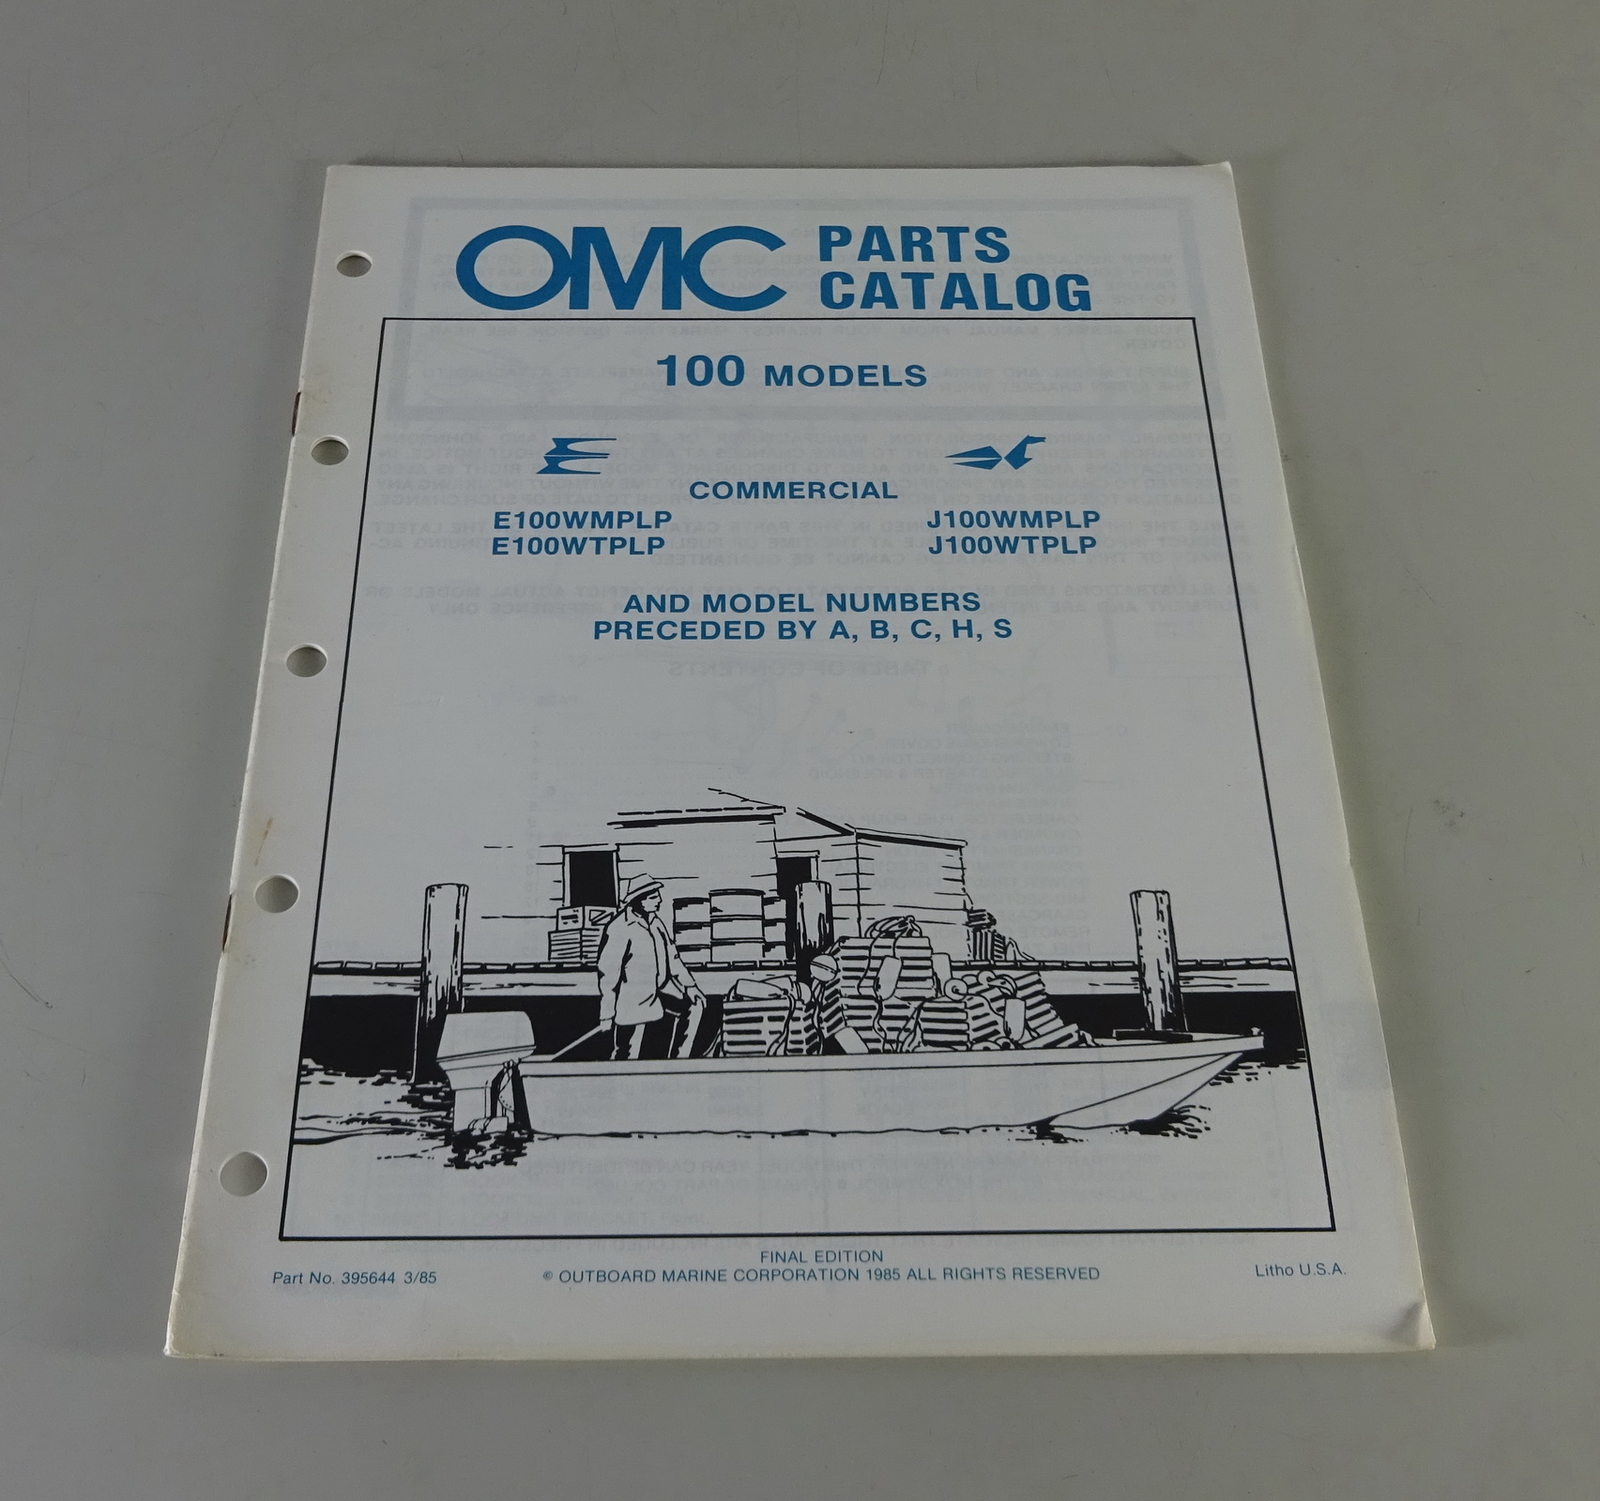 OMC PARTS
CATALOG
100 MODELS
COMMERCIAL
E100WMPLP J100WMPLP
E100WTPLP J100WTPLP
AND MODEL NUMBERS
PRECEDED BY A, B, C, H, S
FINAL EDITION
Part No. 395644 3/85 © OUTBOARD MARINE CORPORATION 1985 ALL RIGHTS RESERVED Litho U.S.A.